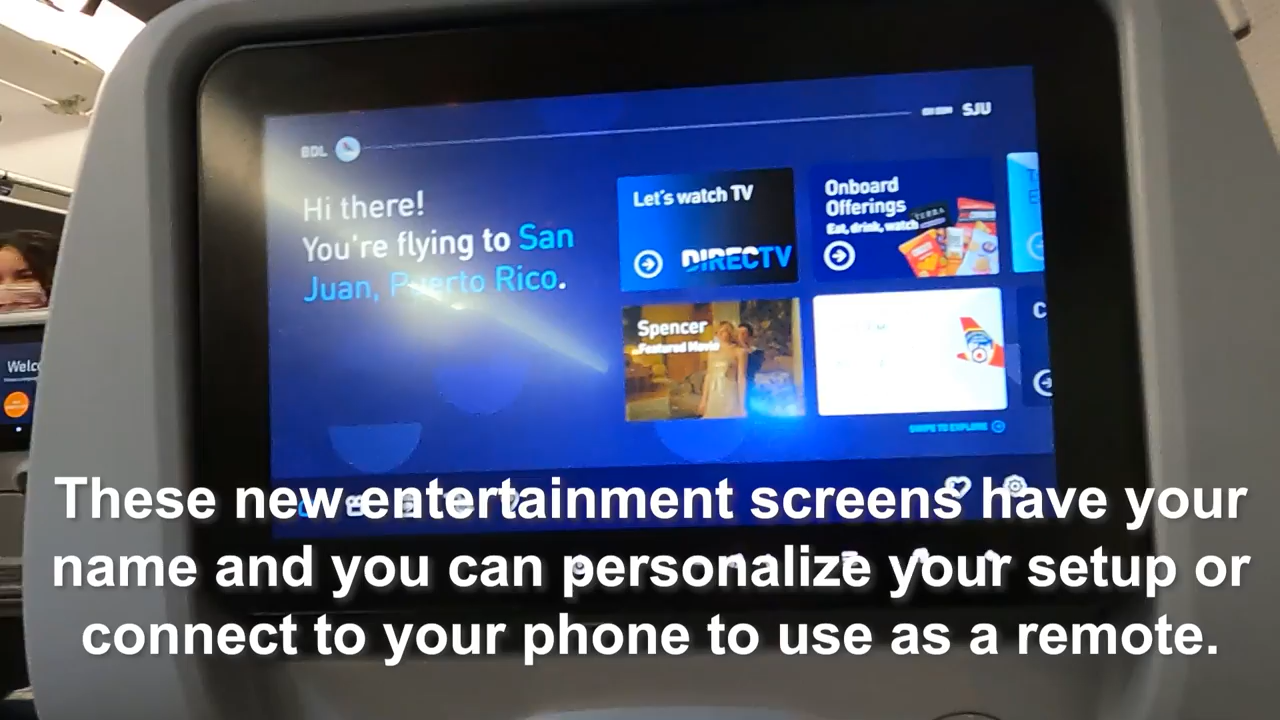 BDL
SJU
Hi there!
You're flying to San
Juan, Puerto Rico.
Let's watch TV
DIRECTV
Onboard
Offerings
Eat, drink, watch
TERRA
Spencer
Featured Movie
SWIPE TO EXPLORE
Welc
These new entertainment screens have your
name and you can personalize your setup or
connect to your phone to use as a remote.